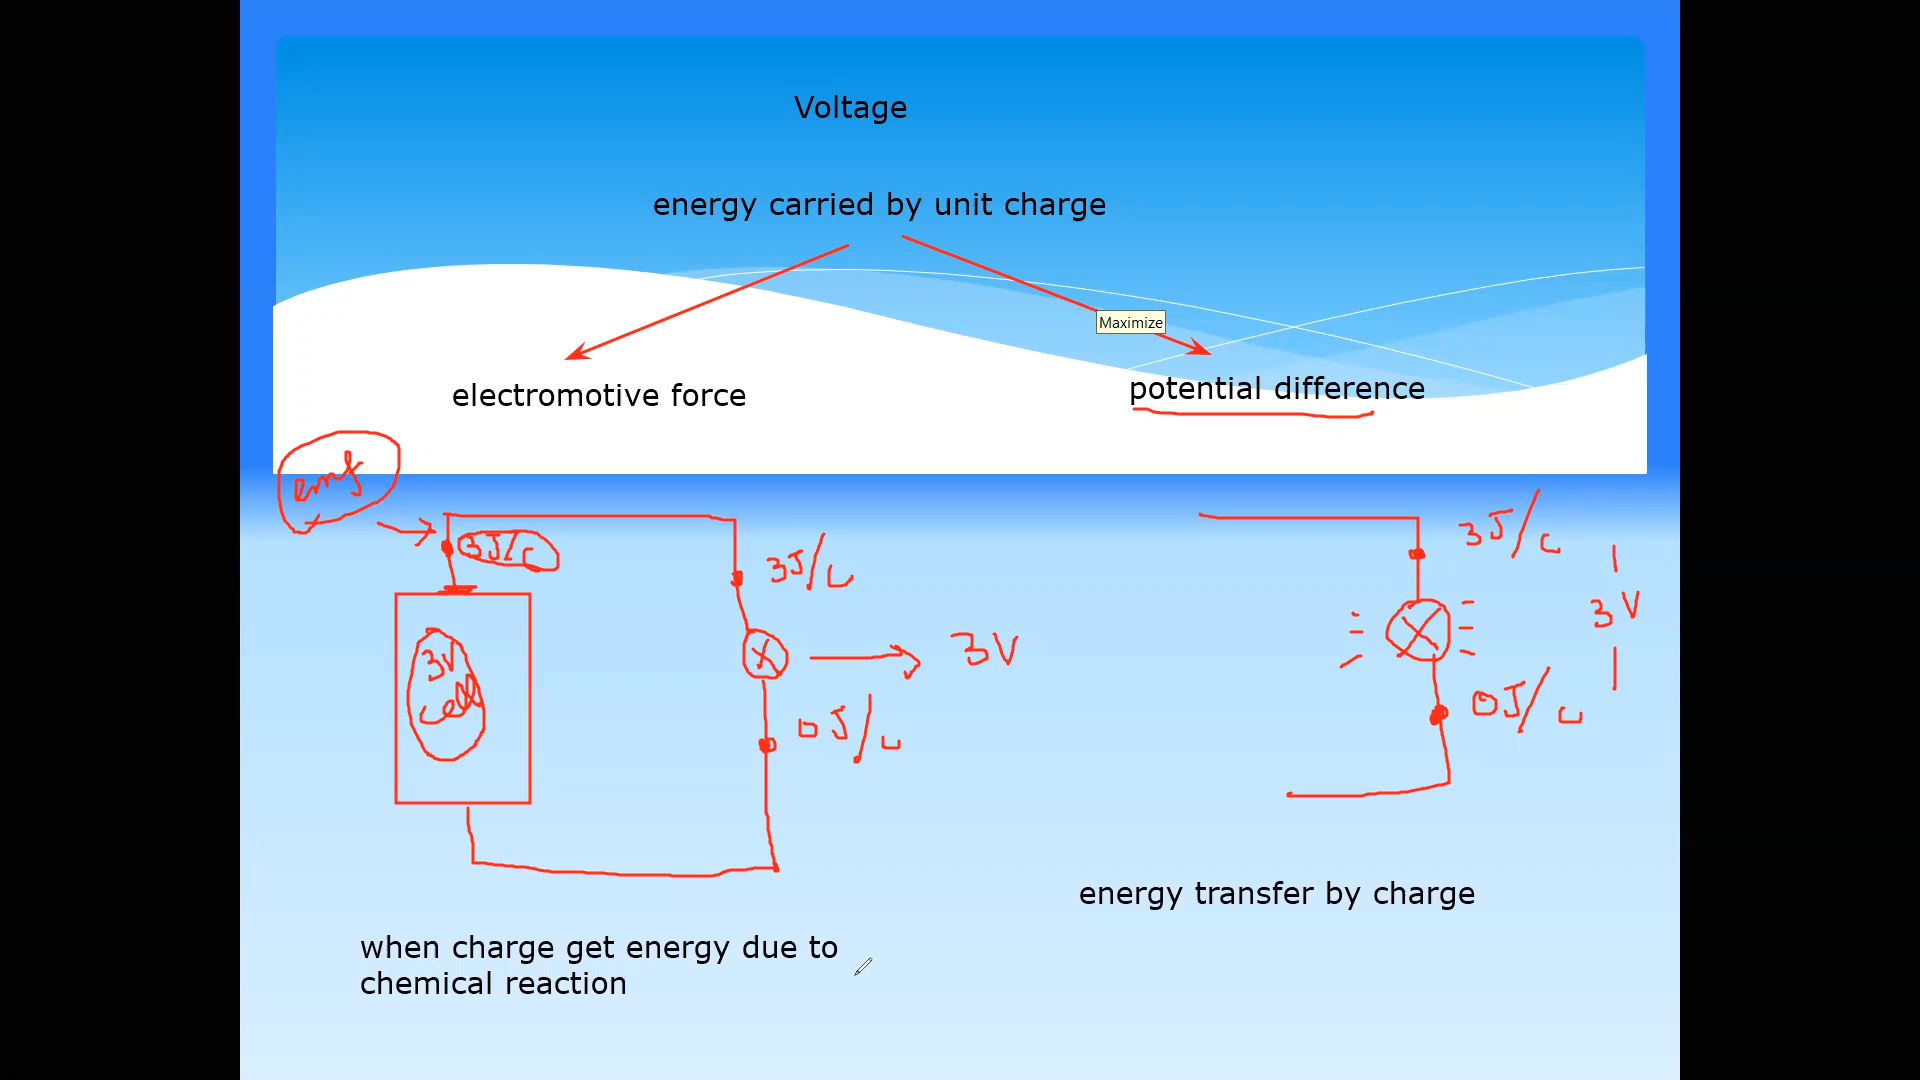 Voltage
energy carried by unit charge
Maximize
electromotive force
potential difference
emf
3J/C
3V
cell
3J/C
3V
0J/C
3J/C
3V
0J/C
energy transfer by charge
when charge get energy due to
chemical reaction